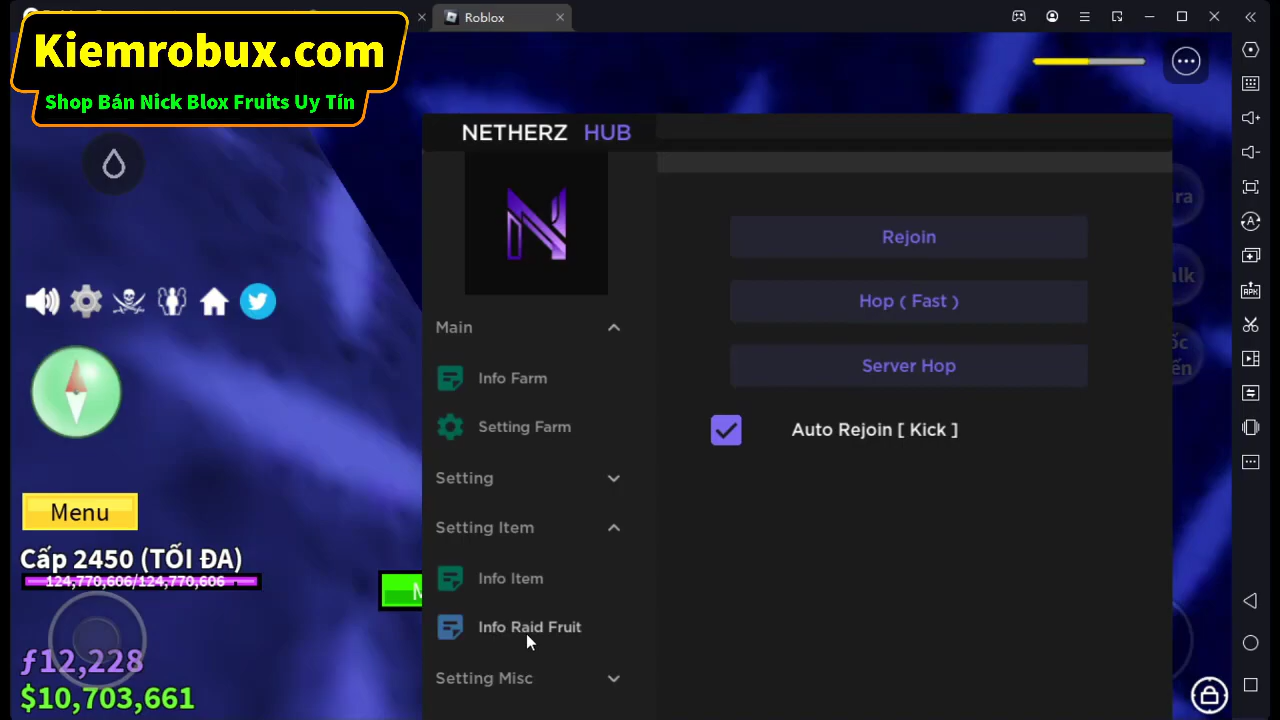 Roblox
Kiemrobux.com
Shop Bán Nick Blox Fruits Uy Tín
NETHERZ HUB
Rejoin
Hop ( Fast )
Server Hop
Auto Rejoin [ Kick ]
Main
Info Farm
Setting Farm
Setting
Setting Item
Info Item
Info Raid Fruit
Setting Misc
Menu
Cấp 2450 (TỐI ĐA)
124,770,606/124,770,606
ƒ12,228
$10,703,661
APK